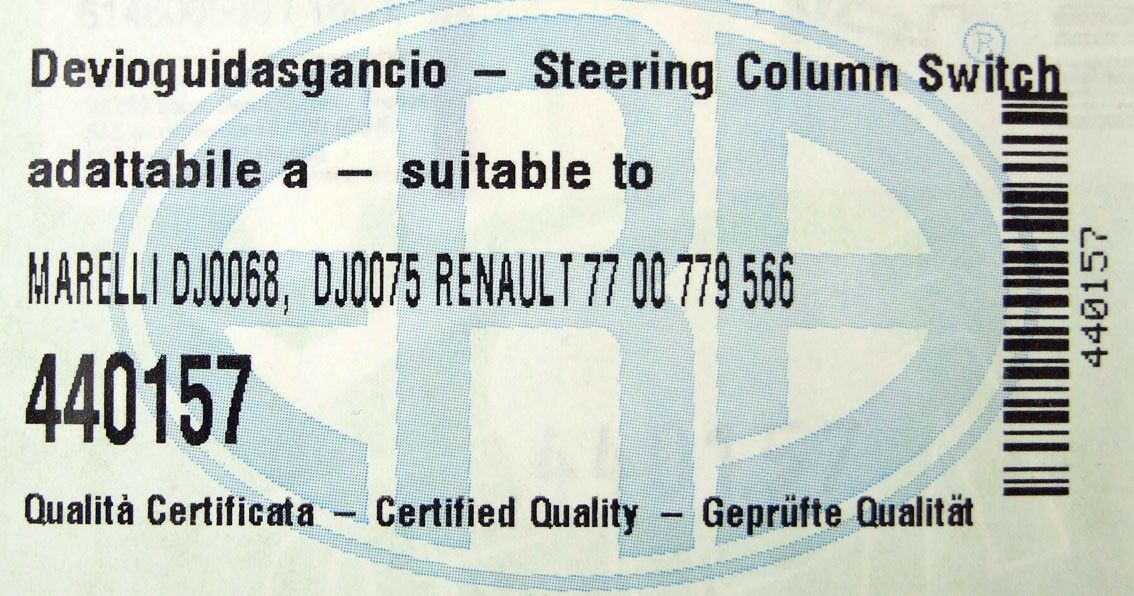 Devioguidasgancio – Steering Column Switch
adattabile a – suitable to
MARELLI DJ0068, DJ0075 RENAULT 77 00 779 566
440157
Qualità Certificata – Certified Quality – Geprüfte Qualität
440157
ERA
®